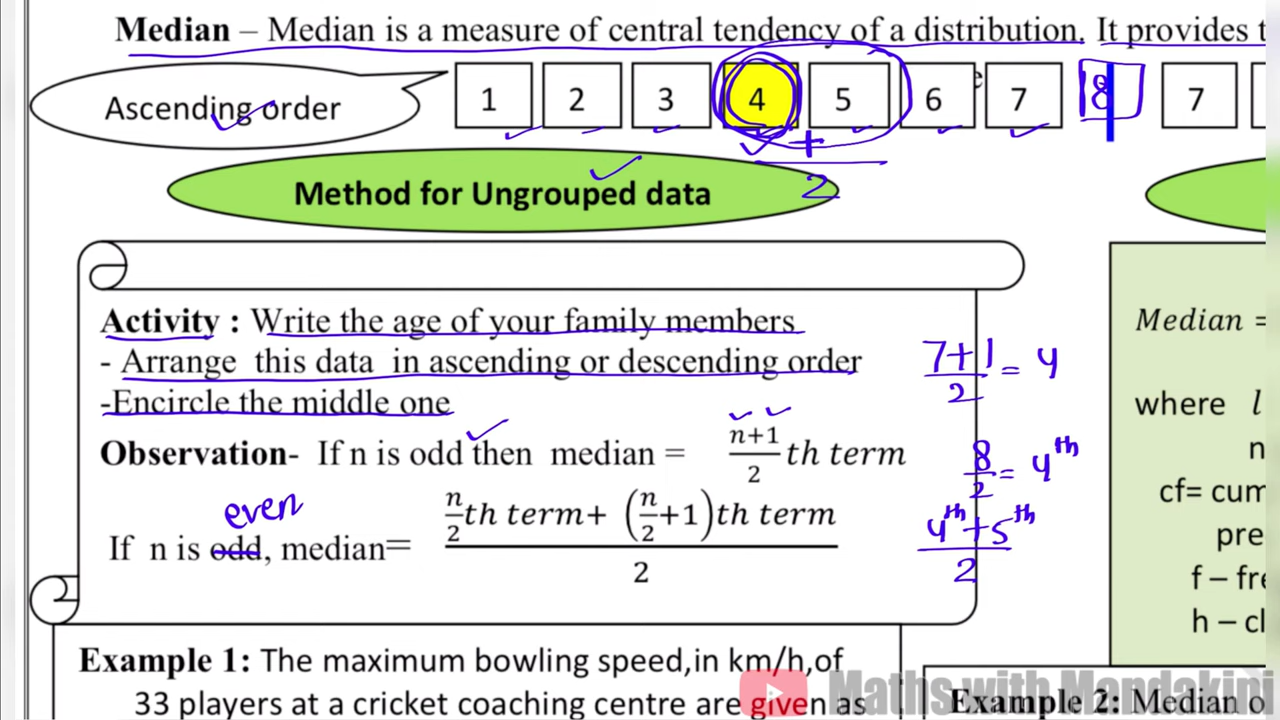 Median – Median is a measure of central tendency of a distribution. It provides t
Ascending order
1 2 3 4 5 6 7 8 7
+
2
Method for Ungrouped data
Activity : Write the age of your family members
- Arrange this data in ascending or descending order
-Encircle the middle one
Observation- If n is odd then median = n+1/2 th term
even
If n is odd, median= n/2 th term+ (n/2+1)th term / 2
7+1/2 = 4
8/2 = 4th
4th+5th/2
Median =
where l
n
cf= cum
pre
f – fre
h – cl
Example 1: The maximum bowling speed,in km/h,of
33 players at a cricket coaching centre are given as
Example 2: Median o
Maths with Mandakini